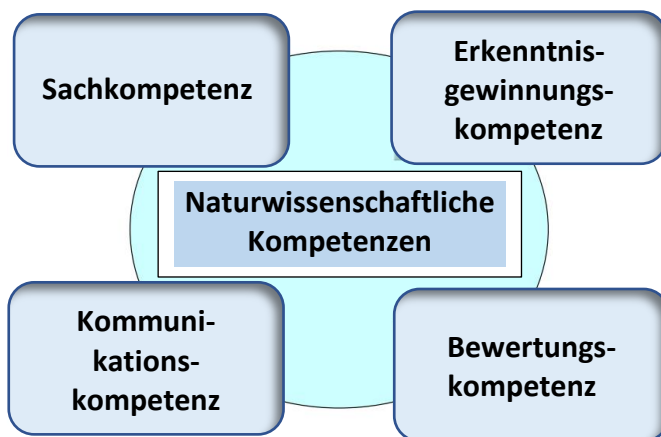 Sachkompetenz
Erkenntnis-
gewinnungs-
kompetenz
Naturwissenschaftliche
Kompetenzen
Kommuni-
kations-
kompetenz
Bewertungs-
kompetenz